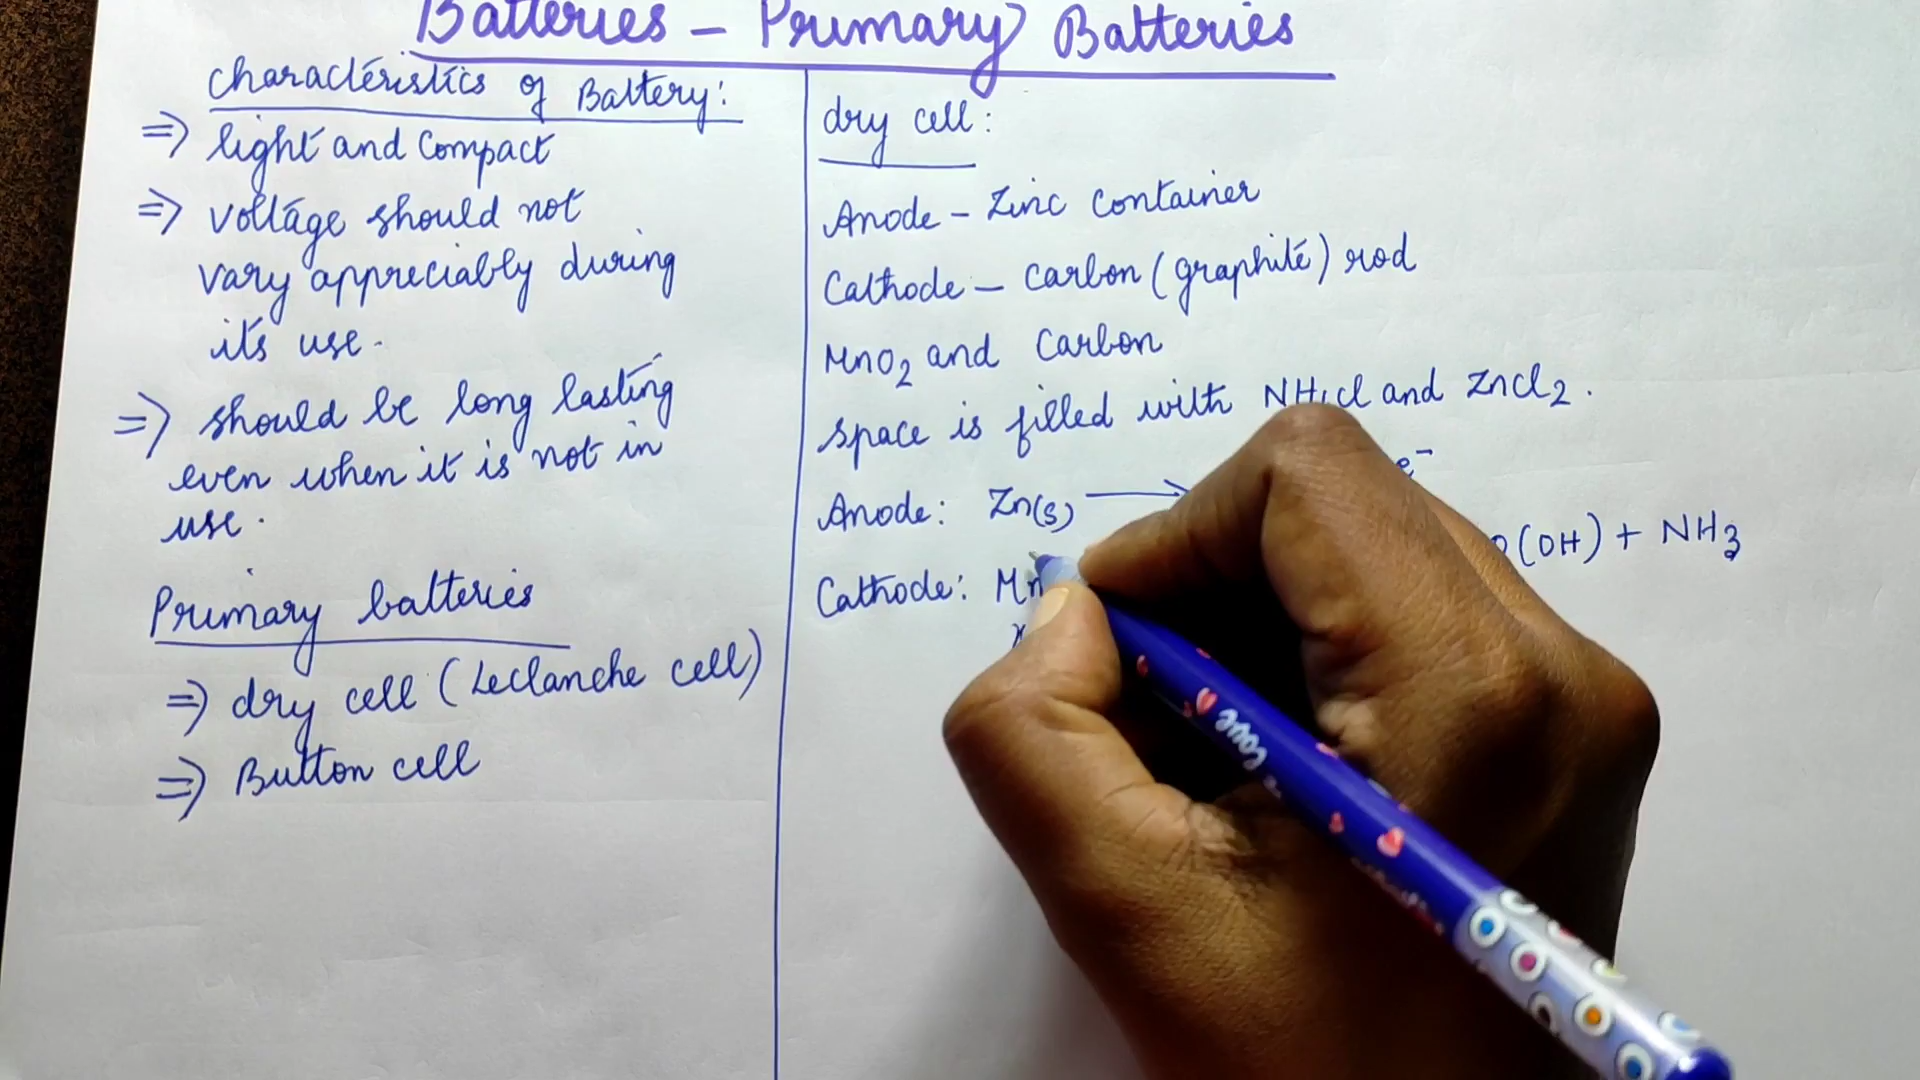 Batteries – Primary Batteries
Characteristics of Battery:
⇒ light and Compact
⇒ voltage should not
vary appreciably during
its use.
⇒ should be long lasting
even when it is not in
use.
Primary batteries
⇒ dry cell (Leclanche cell)
⇒ Button cell
dry cell:
Anode – Zinc container
Cathode – Carbon (graphite) rod
MnO2 and Carbon
space is filled with NH4Cl and ZnCl2.
Anode: Zn(s) ⟶ e⁻
Cathode: Mn O(OH) + NH3
love